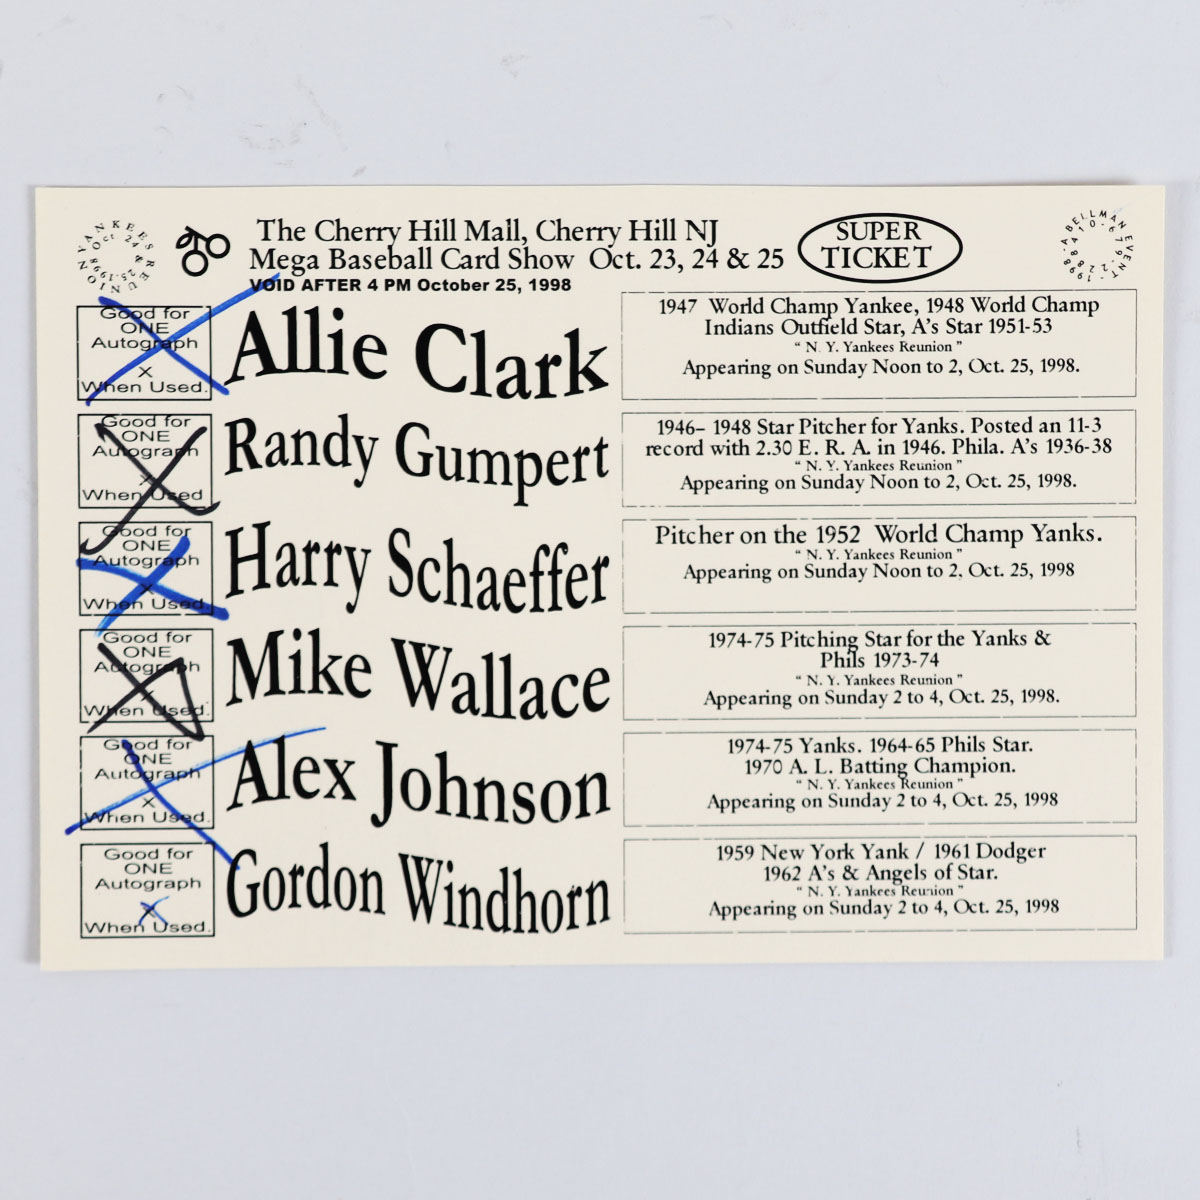 YANKEES REUNION
Oct 24 & 25-1998
The Cherry Hill Mall, Cherry Hill NJ
Mega Baseball Card Show Oct. 23, 24 & 25
VOID AFTER 4 PM October 25, 1998
SUPER
TICKET
A BEILLMAN EVENT
Good for
ONE
Autograph
X
When Used.
Allie Clark
1947 World Champ Yankee, 1948 World Champ
Indians Outfield Star, A's Star 1951-53
" N. Y. Yankees Reunion "
Appearing on Sunday Noon to 2, Oct. 25, 1998.
Good for
ONE
Autograph
X
When Used
Randy Gumpert
1946– 1948 Star Pitcher for Yanks. Posted an 11-3
record with 2.30 E. R. A. in 1946. Phila. A's 1936-38
" N. Y. Yankees Reunion "
Appearing on Sunday Noon to 2, Oct. 25, 1998.
Good for
ONE
Autograph
X
When Used.
Harry Schaeffer
Pitcher on the 1952 World Champ Yanks.
" N. Y. Yankees Reunion "
Appearing on Sunday Noon to 2, Oct. 25, 1998
Good for
ONE
Autograph
X
When Used.
Mike Wallace
1974-75 Pitching Star for the Yanks &
Phils 1973-74
" N. Y. Yankees Reunion "
Appearing on Sunday 2 to 4, Oct. 25, 1998.
Good for
ONE
Autograph
X
When Used.
Alex Johnson
1974-75 Yanks. 1964-65 Phils Star.
1970 A. L. Batting Champion.
" N. Y. Yankees Reunion "
Appearing on Sunday 2 to 4, Oct. 25, 1998
Good for
ONE
Autograph
X
When Used.
Gordon Windhorn
1959 New York Yank / 1961 Dodger
1962 A's & Angels of Star.
" N. Y. Yankees Reunion "
Appearing on Sunday 2 to 4, Oct. 25, 1998